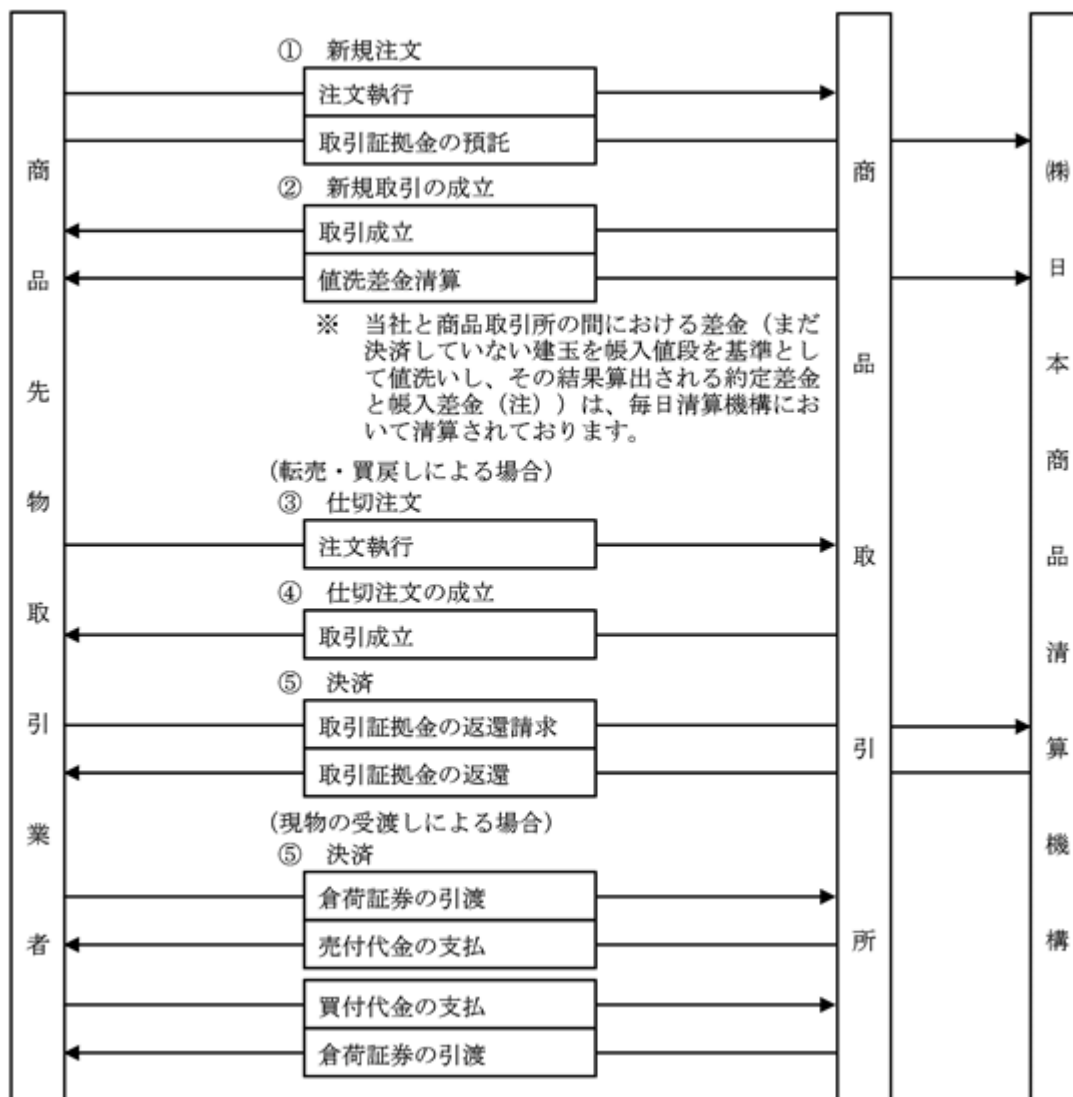 ① 新規注文
注文執行
取引証拠金の預託
② 新規取引の成立
取引成立
値洗差金清算
※ 当社と商品取引所の間における差金(まだ
決済していない建玉を帳入値段を基準とし
て値洗いし、その結果算出される約定差金
と帳入差金(注))は、毎日清算機構にお
いて清算されております。
(転売・買戻しによる場合)
③ 仕切注文
注文執行
④ 仕切注文の成立
取引成立
⑤ 決済
取引証拠金の返還請求
取引証拠金の返還
(現物の受渡しによる場合)
⑤ 決済
倉荷証券の引渡
売付代金の支払
買付代金の支払
倉荷証券の引渡
商品先物取引業者
商品取引所
㈱日本商品清算機構